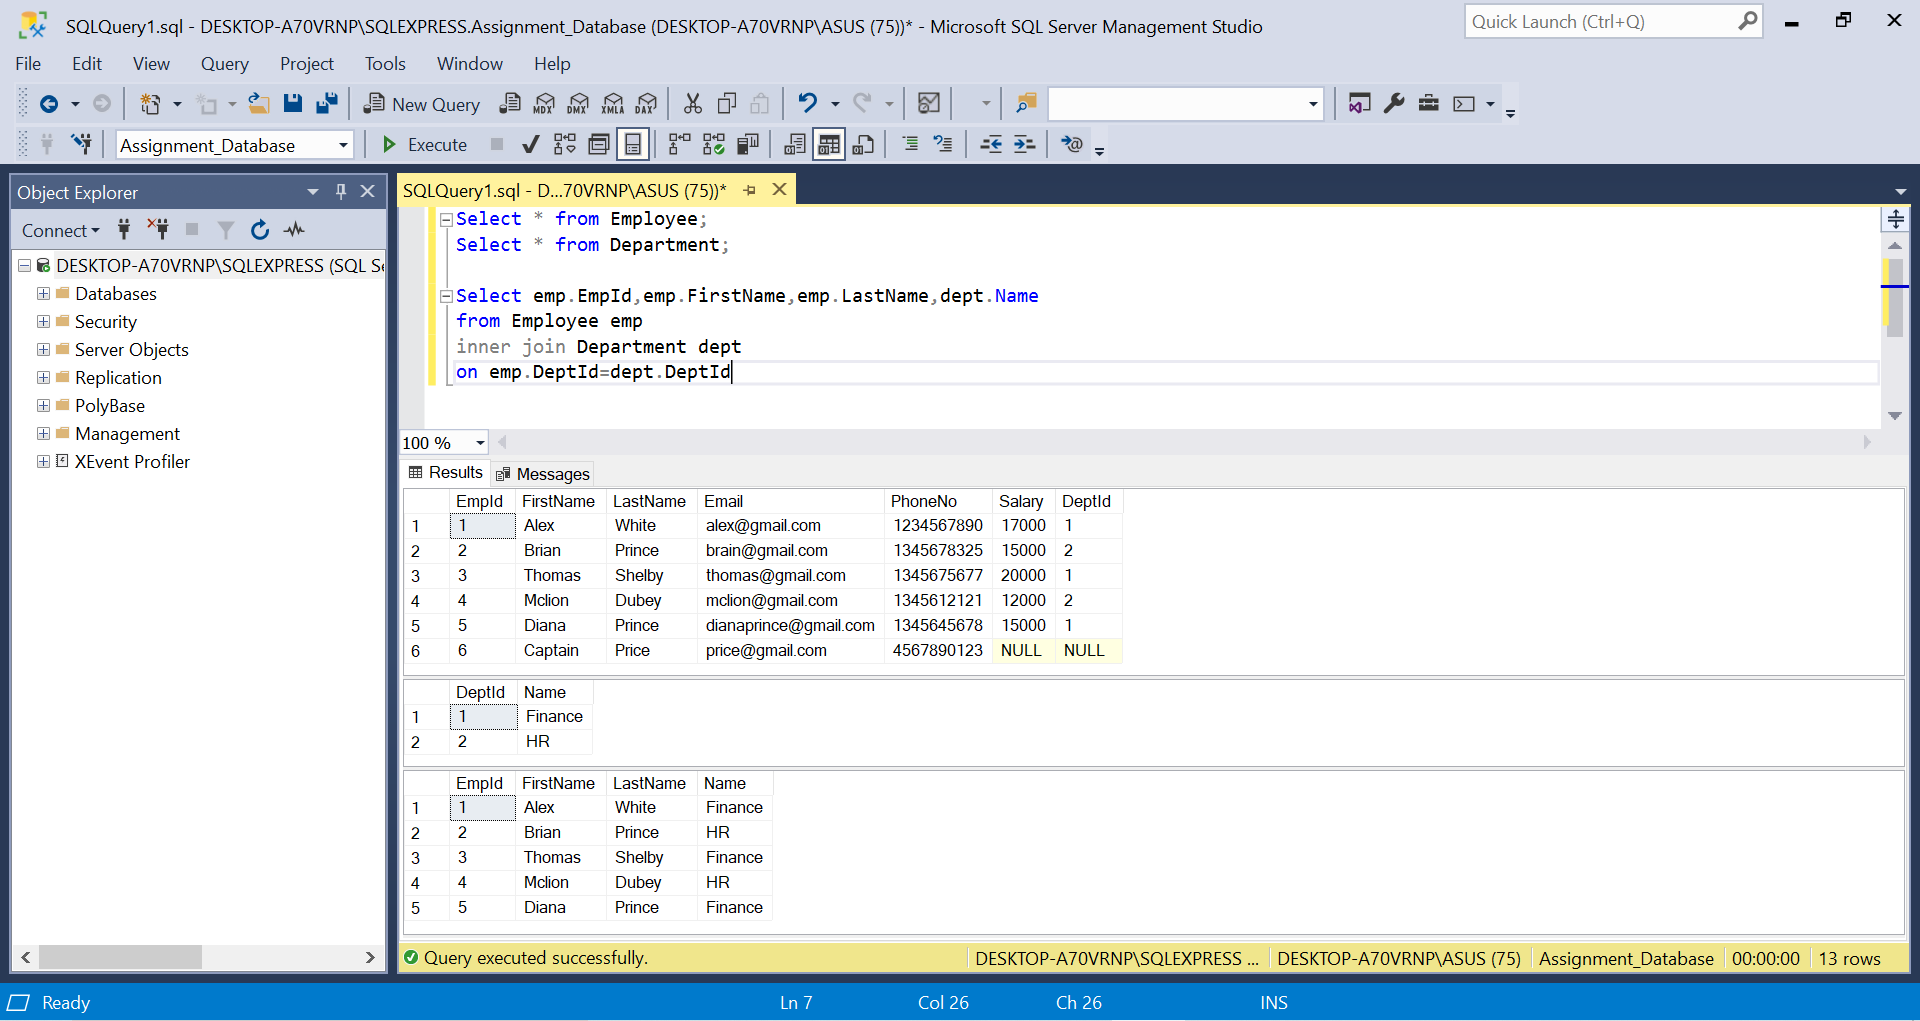 SQLQuery1.sql - DESKTOP-A70VRNP\SQLEXPRESS.Assignment_Database (DESKTOP-A70VRNP\ASUS (75))* - Microsoft SQL Server Management Studio
Quick Launch (Ctrl+Q)
File Edit View Query Project Tools Window Help
New Query MDX DMX XMLA DAX
Assignment_Database Execute
Object Explorer
Connect
DESKTOP-A70VRNP\SQLEXPRESS (SQL Se
Databases
Security
Server Objects
Replication
PolyBase
Management
XEvent Profiler
SQLQuery1.sql - D...70VRNP\ASUS (75))*
Select * from Employee;
Select * from Department;
Select emp.EmpId,emp.FirstName,emp.LastName,dept.Name
from Employee emp
inner join Department dept
on emp.DeptId=dept.DeptId
100 %
Results Messages
EmpId FirstName LastName Email PhoneNo Salary DeptId
1 1 Alex White alex@gmail.com 1234567890 17000 1
2 2 Brian Prince brain@gmail.com 1345678325 15000 2
3 3 Thomas Shelby thomas@gmail.com 1345675677 20000 1
4 4 Mclion Dubey mclion@gmail.com 1345612121 12000 2
5 5 Diana Prince dianaprince@gmail.com 1345645678 15000 1
6 6 Captain Price price@gmail.com 4567890123 NULL NULL
DeptId Name
1 1 Finance
2 2 HR
EmpId FirstName LastName Name
1 1 Alex White Finance
2 2 Brian Prince HR
3 3 Thomas Shelby Finance
4 4 Mclion Dubey HR
5 5 Diana Prince Finance
Query executed successfully. DESKTOP-A70VRNP\SQLEXPRESS ... DESKTOP-A70VRNP\ASUS (75) Assignment_Database 00:00:00 13 rows
Ready Ln 7 Col 26 Ch 26 INS